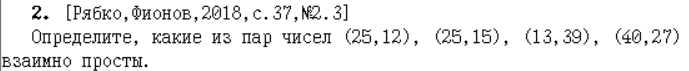 2. [Рябко,Фионов,2018,с.37,№2.3]
Определите, какие из пар чисел (25,12), (25,15), (13,39), (40,27)
взаимно просты.